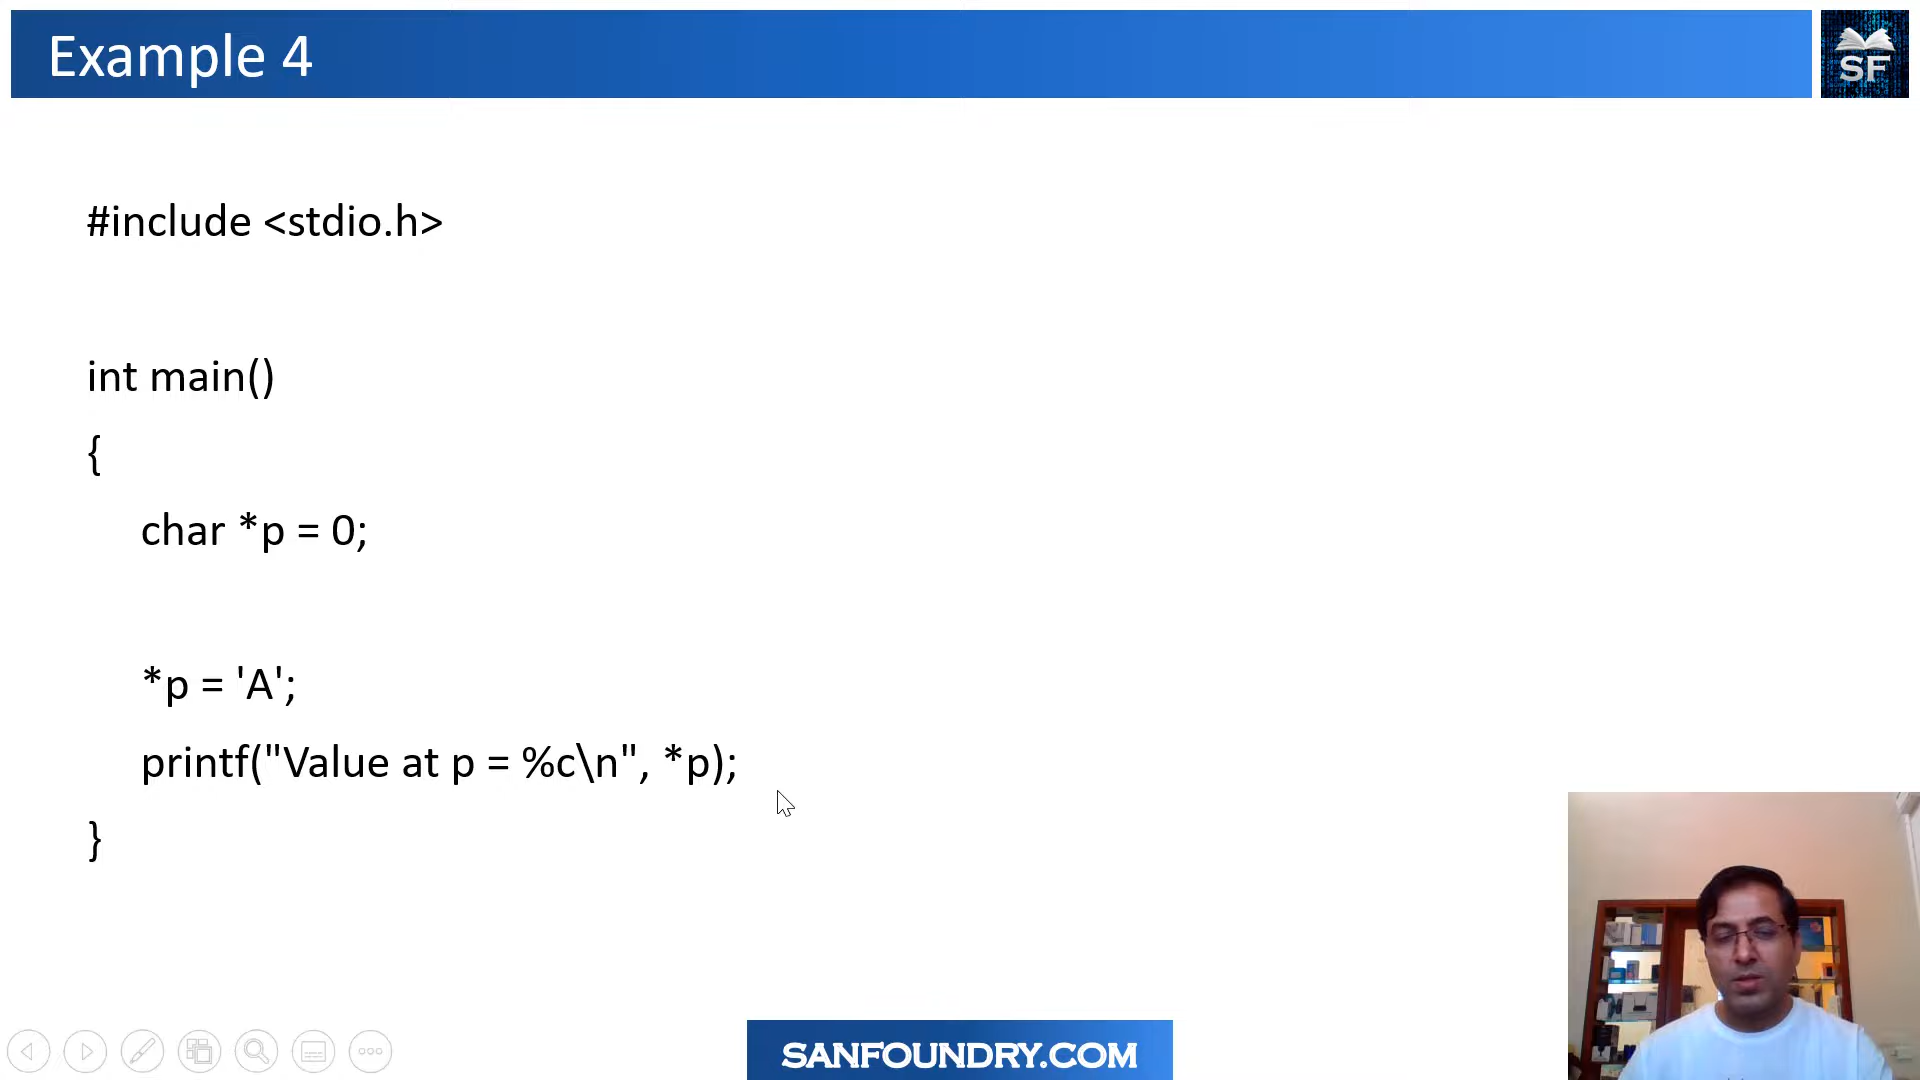 Example 4
SF
#include <stdio.h>
int main()
{
char *p = 0;
*p = 'A';
printf("Value at p = %c\n", *p);
}
SANFOUNDRY.COM